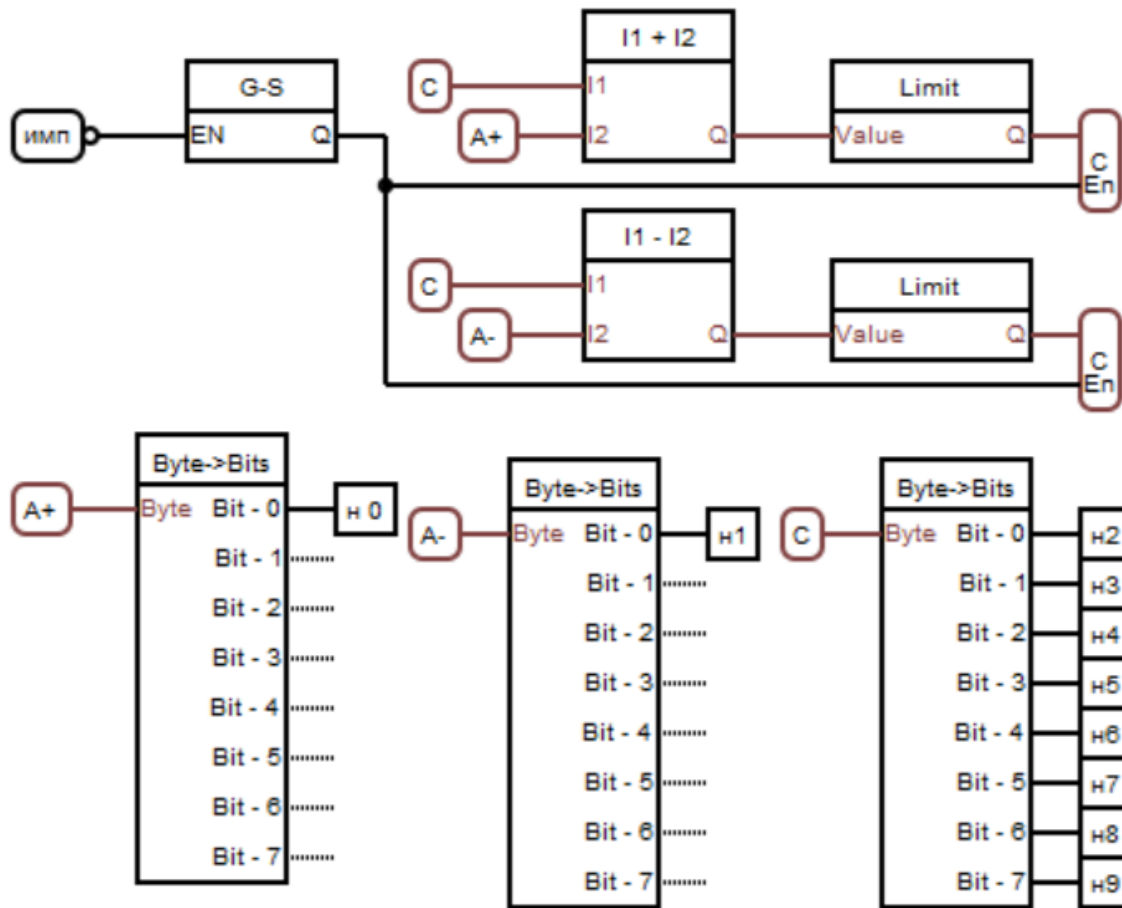 I1 + I2
G-S
C
I1
Limit
имп
EN
Q
A+
I2
Q
Value
Q
C
En
I1 - I2
C
I1
Limit
A-
I2
Q
Value
Q
C
En
Byte->Bits
A+
Byte
Bit - 0
н 0
Bit - 1
Bit - 2
Bit - 3
Bit - 4
Bit - 5
Bit - 6
Bit - 7
Byte->Bits
A-
Byte
Bit - 0
н1
Bit - 1
Bit - 2
Bit - 3
Bit - 4
Bit - 5
Bit - 6
Bit - 7
Byte->Bits
C
Byte
Bit - 0
н2
Bit - 1
н3
Bit - 2
н4
Bit - 3
н5
Bit - 4
н6
Bit - 5
н7
Bit - 6
н8
Bit - 7
н9